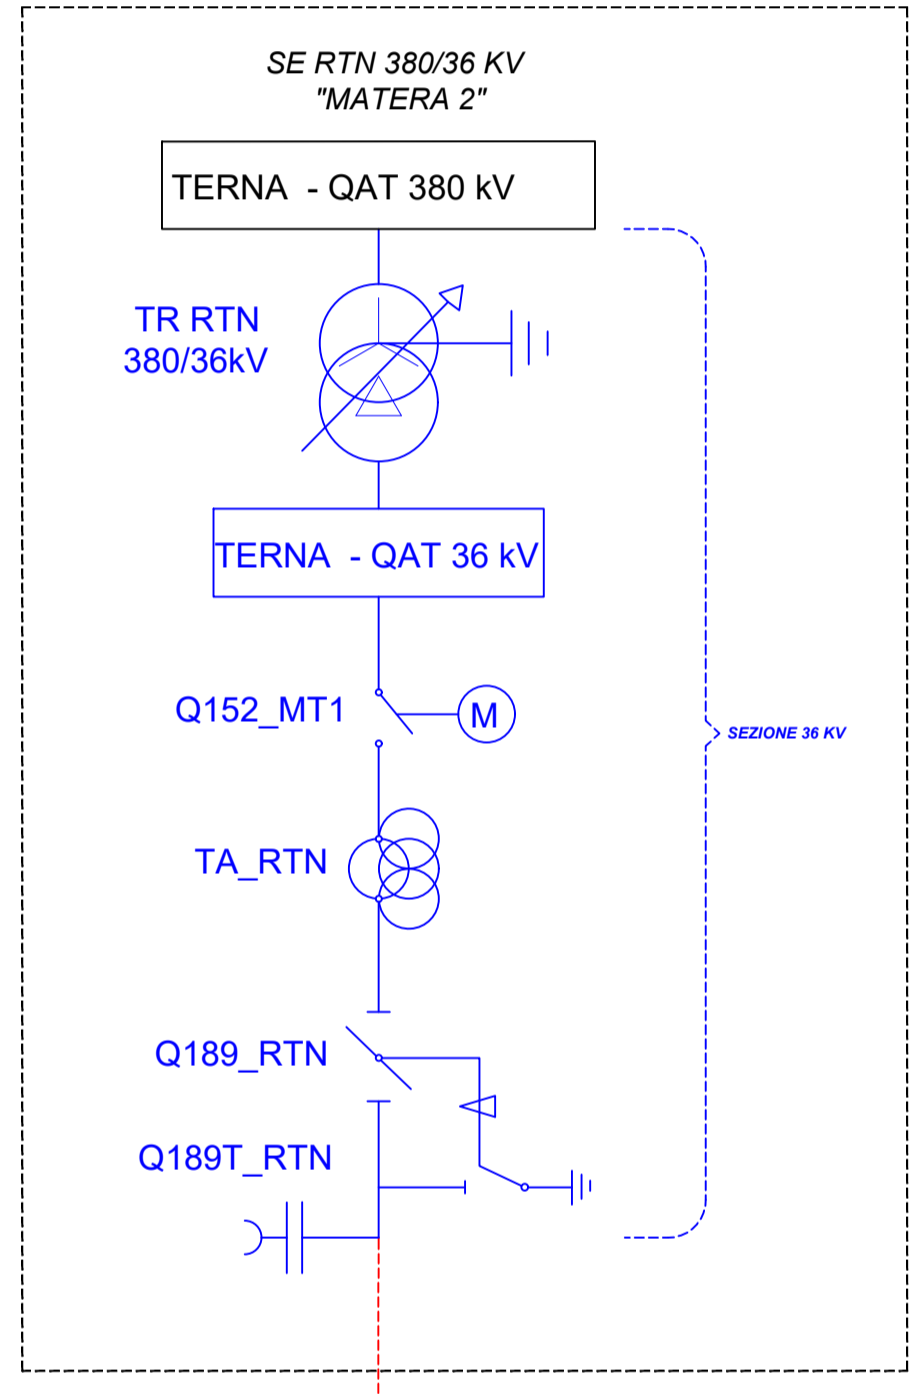 SE RTN 380/36 KV
"MATERA 2"
TERNA - QAT 380 kV
TR RTN
380/36kV
TERNA - QAT 36 kV
Q152_MT1
M
SEZIONE 36 KV
TA_RTN
Q189_RTN
Q189T_RTN